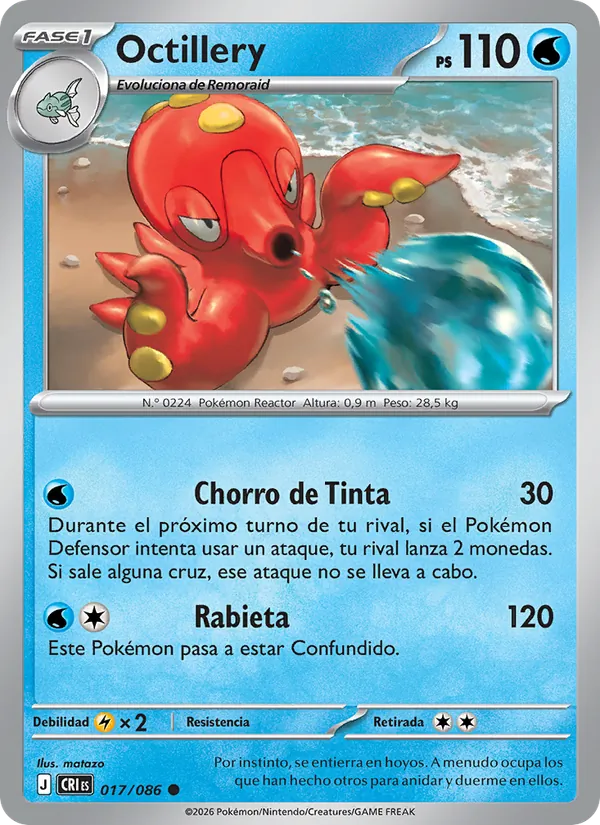 FASE 1
Octillery
PS 110
Evoluciona de Remoraid
N.º 0224 Pokémon Reactor Altura: 0,9 m Peso: 28,5 kg
Chorro de Tinta 30
Durante el próximo turno de tu rival, si el Pokémon
Defensor intenta usar un ataque, tu rival lanza 2 monedas.
Si sale alguna cruz, ese ataque no se lleva a cabo.
Rabieta 120
Este Pokémon pasa a estar Confundido.
Debilidad ×2 Resistencia Retirada
Ilus. matazo
J CRI ES 017/086
Por instinto, se entierra en hoyos. A menudo ocupa los
que han hecho otros para anidar y duerme en ellos.
©2026 Pokémon/Nintendo/Creatures/GAME FREAK